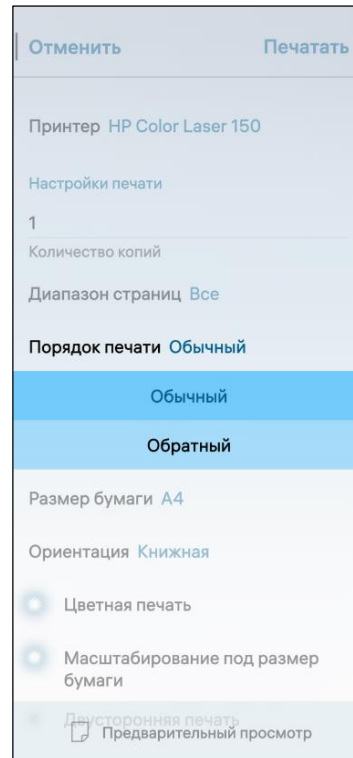 Отменить Печатать
Принтер HP Color Laser 150
Настройки печати
1
Количество копий
Диапазон страниц Все
Порядок печати Обычный
Обычный
Обратный
Размер бумаги A4
Ориентация Книжная
Цветная печать
Масштабирование под размер
бумаги
Двусторонняя печать
Предварительный просмотр